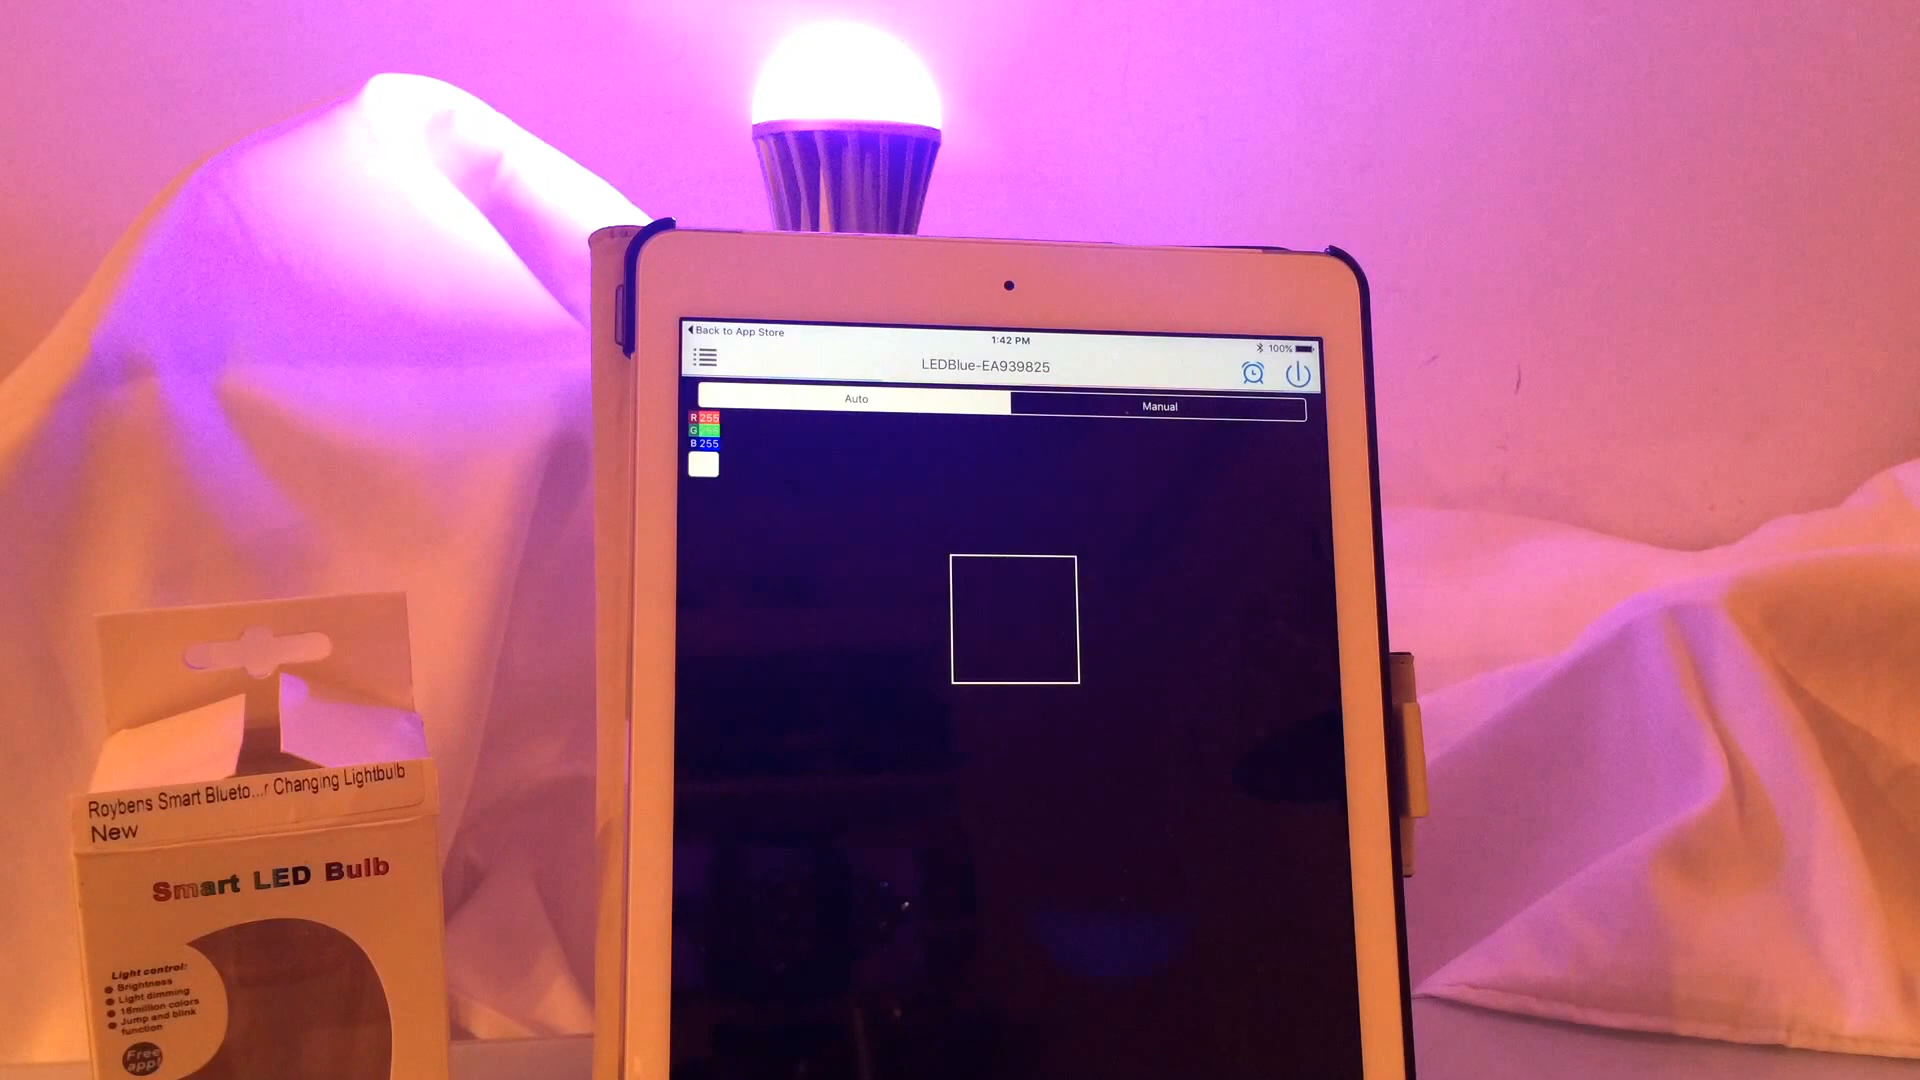 Back to App Store
1:42 PM
100%
LEDBlue-EA939825
Auto
Manual
R 255
G 255
B 255
Roybens Smart Blueto...r Changing Lightbulb
New
Smart LED Bulb
Light control:
Brightness
Light dimming
16million colors
Jump and blink
function
Free
app!